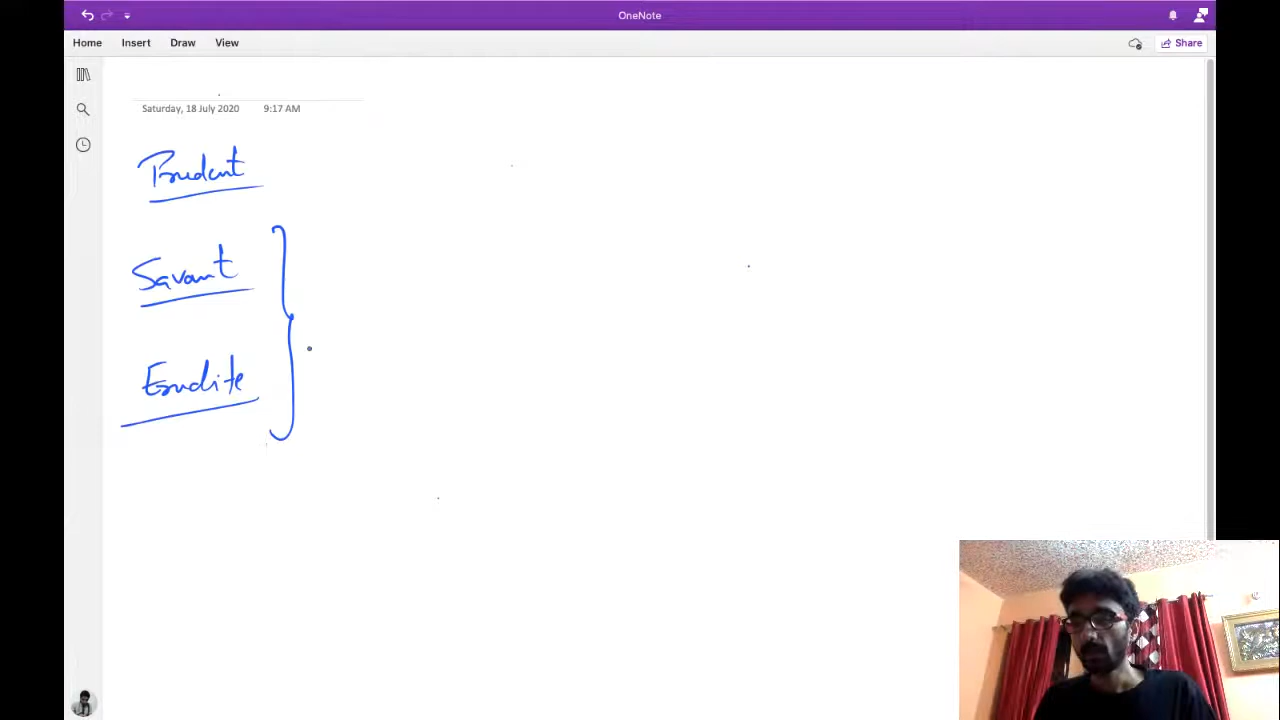 OneNote
Home Insert Draw View Share
Saturday, 18 July 2020 9:17 AM
Prudent
Savant
Erudite